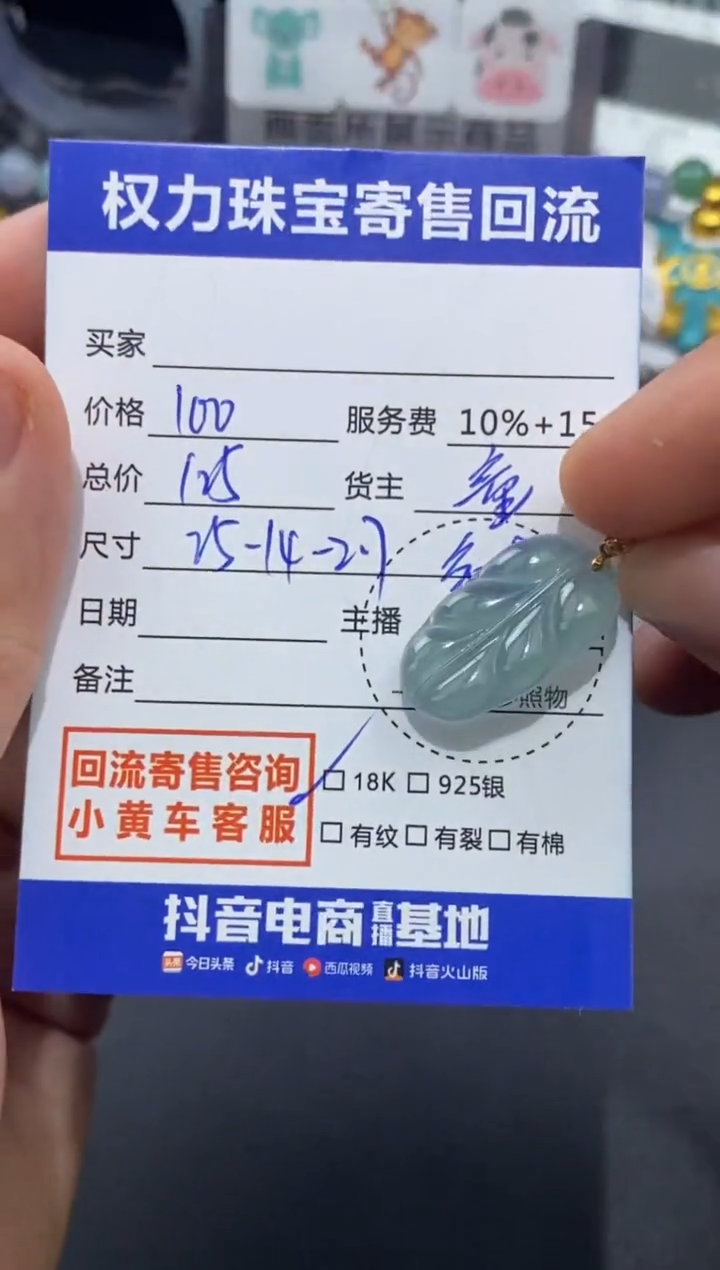 权力珠宝寄售回流
买家
价格 100 服务费 10%+15
总价 125 货主
尺寸 25-14-2.7
日期 主播
备注 照物
回流寄售咨询
小黄车客服
18K 925银
有纹 有裂 有棉
抖音电商直播基地
头条 今日头条 抖音 西瓜视频 抖音火山版